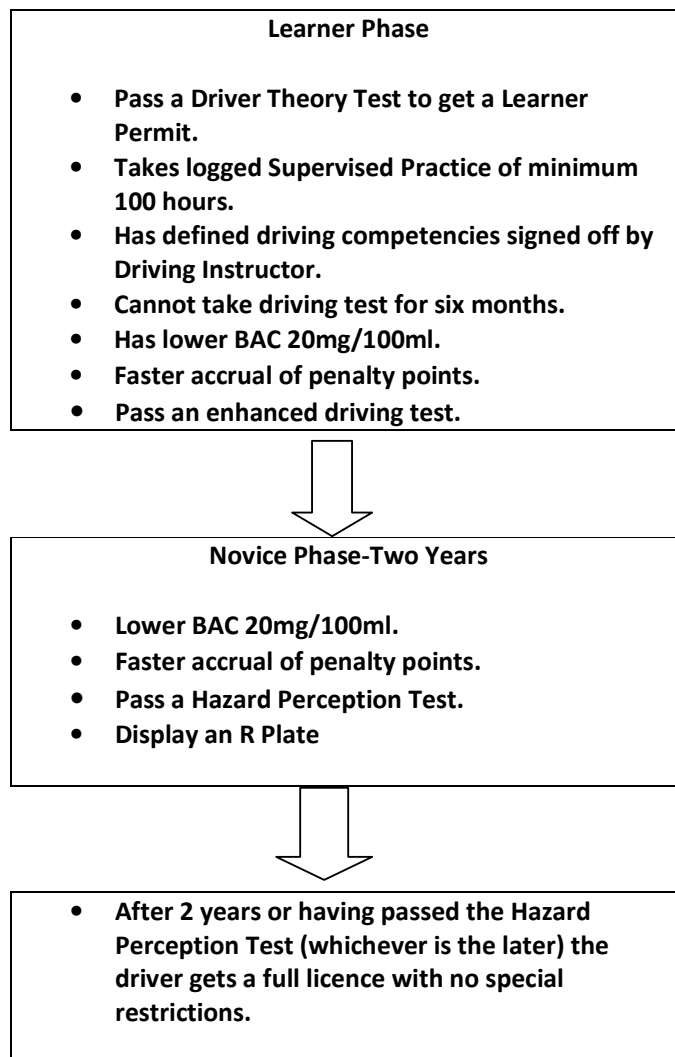 Learner Phase
• Pass a Driver Theory Test to get a Learner
Permit.
• Takes logged Supervised Practice of minimum
100 hours.
• Has defined driving competencies signed off by
Driving Instructor.
• Cannot take driving test for six months.
• Has lower BAC 20mg/100ml.
• Faster accrual of penalty points.
• Pass an enhanced driving test.
Novice Phase-Two Years
• Lower BAC 20mg/100ml.
• Faster accrual of penalty points.
• Pass a Hazard Perception Test.
• Display an R Plate
• After 2 years or having passed the Hazard
Perception Test (whichever is the later) the
driver gets a full licence with no special
restrictions.